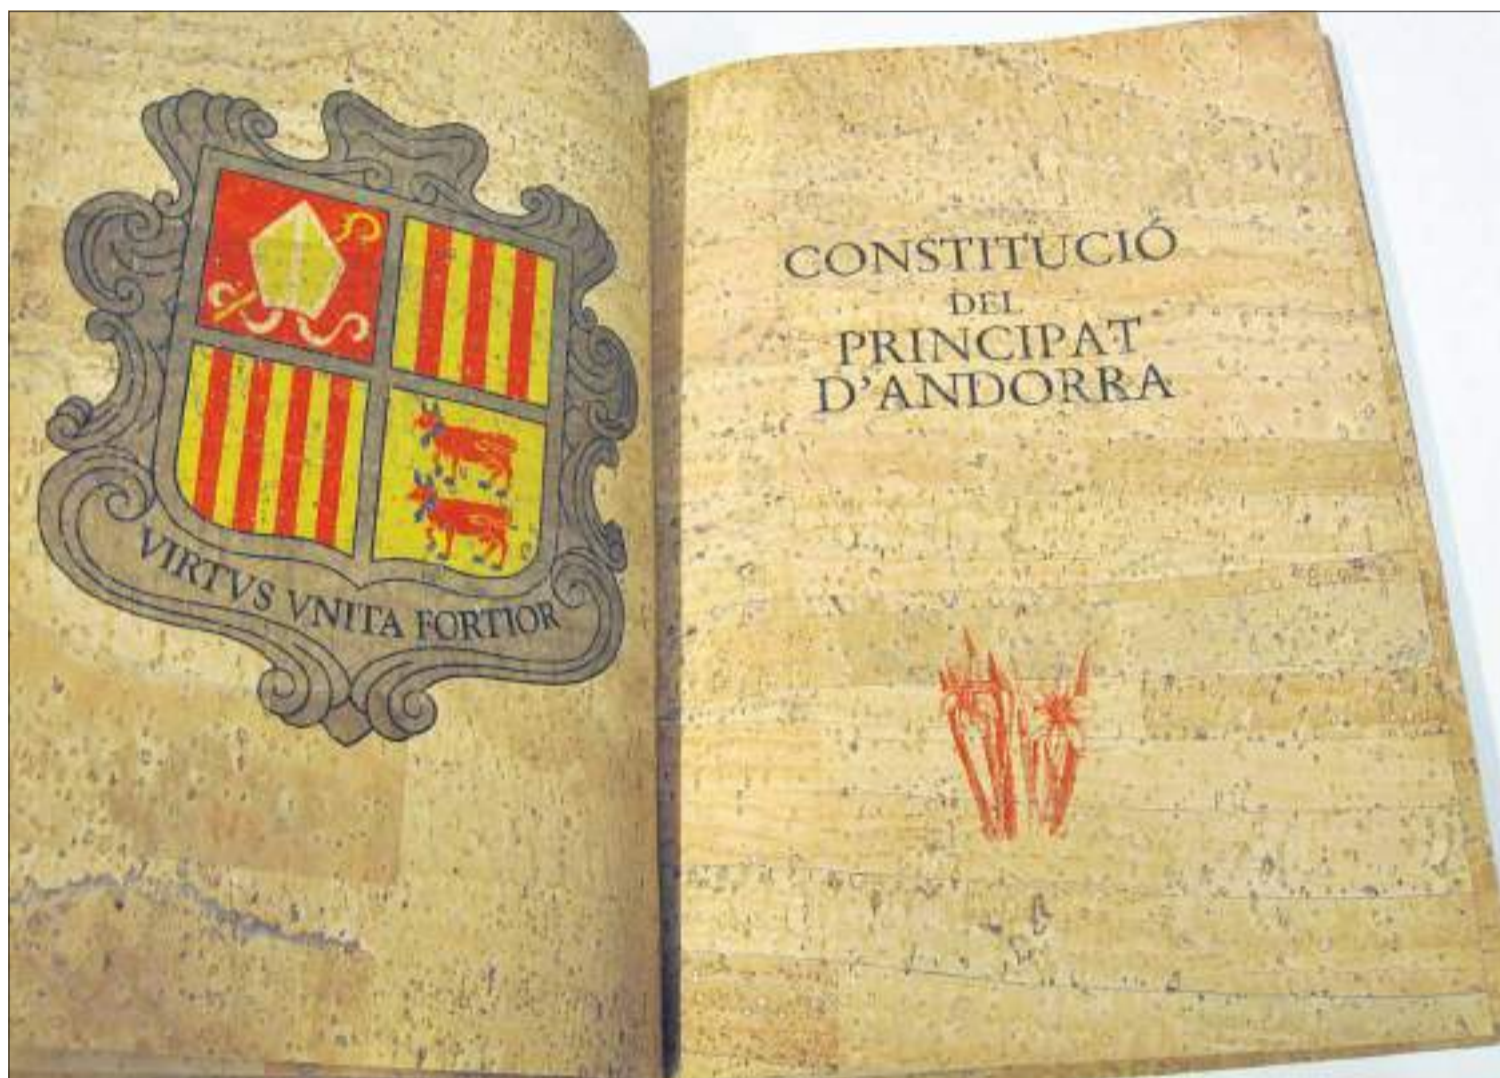 VIRTVS VNITA FORTIOR
CONSTITUCIÓ
DEL
PRINCIPAT
D'ANDORRA